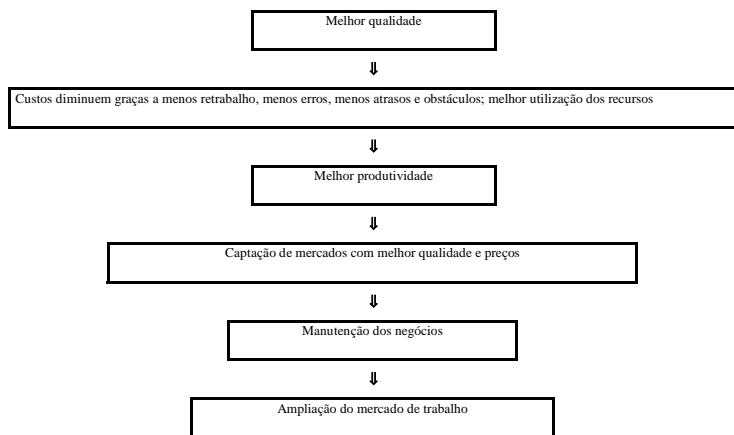 Melhor qualidade
⇓
Custos diminuem graças a menos retrabalho, menos erros, menos atrasos e obstáculos; melhor utilização dos recursos
⇓
Melhor produtividade
⇓
Captação de mercados com melhor qualidade e preços
⇓
Manutenção dos negócios
⇓
Ampliação do mercado de trabalho